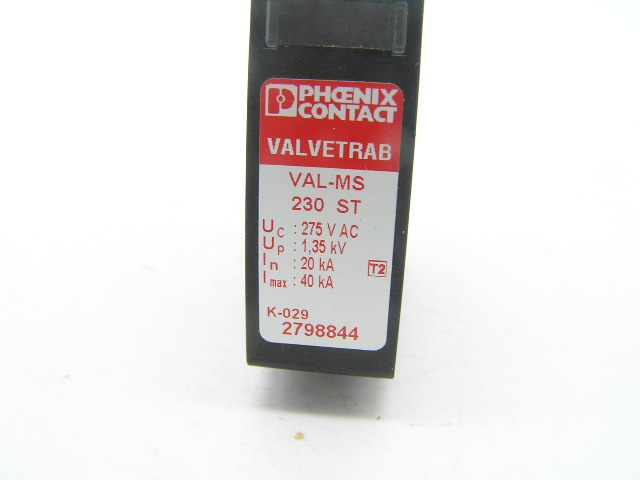 PHŒNIX
CONTACT
VALVETRAB
VAL-MS
230 ST
UC : 275 V AC
Up : 1,35 kV
In : 20 kA
Imax : 40 kA
T2
K-029
2798844